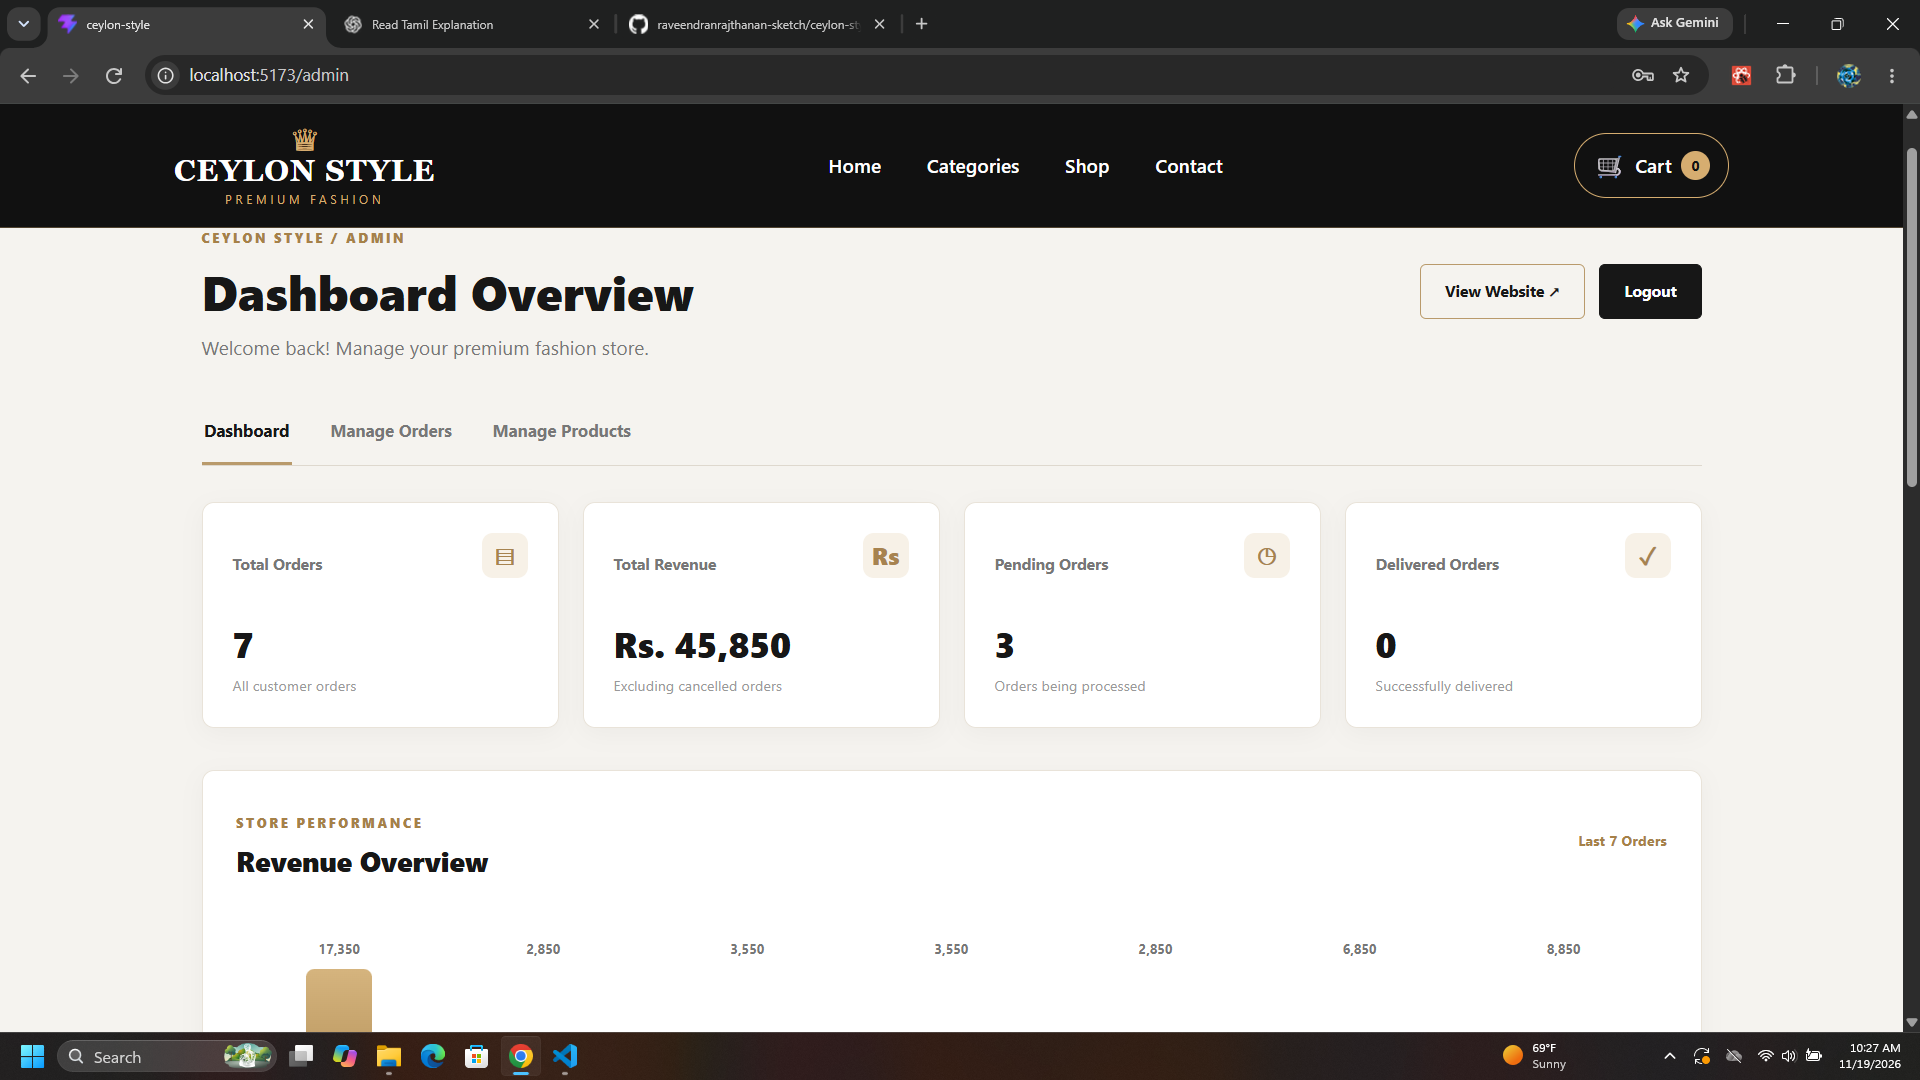 ceylon-style
Read Tamil Explanation
raveendranrajthanan-sketch/ceylon-st
Ask Gemini
localhost:5173/admin
CEYLON STYLE
PREMIUM FASHION
Home
Categories
Shop
Contact
Cart 0
CEYLON STYLE / ADMIN
Dashboard Overview
Welcome back! Manage your premium fashion store.
View Website ↗
Logout
Dashboard
Manage Orders
Manage Products
Total Orders
7
All customer orders
Total Revenue
Rs
Rs. 45,850
Excluding cancelled orders
Pending Orders
3
Orders being processed
Delivered Orders
✓
0
Successfully delivered
STORE PERFORMANCE
Revenue Overview
Last 7 Orders
17,350
2,850
3,550
3,550
2,850
6,850
8,850
Search
69°F
Sunny
10:27 AM
11/19/2026